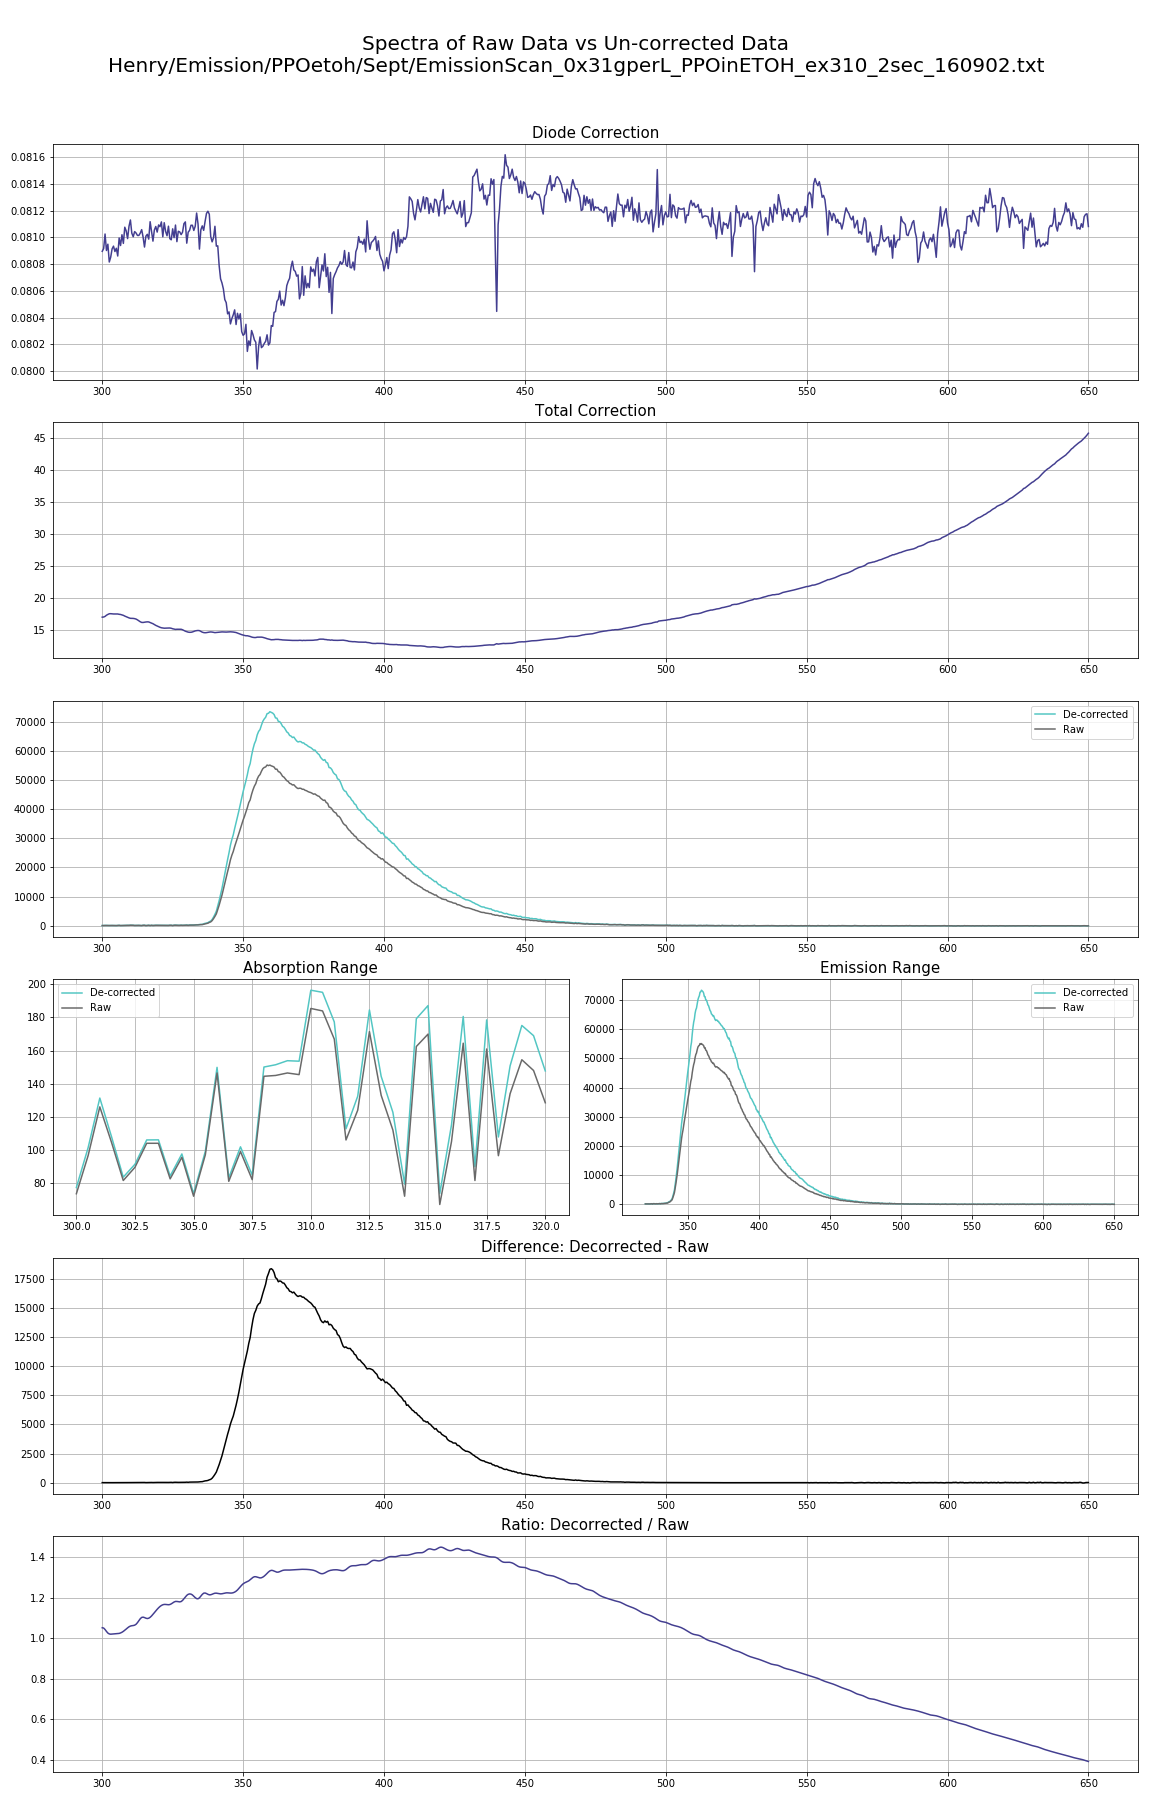 Spectra of Raw Data vs Un-corrected Data
Henry/Emission/PPOetoh/Sept/EmissionScan_0x31gperL_PPOinETOH_ex310_2sec_160902.txt
Diode Correction
0.0816
0.0814
0.0812
0.0810
0.0808
0.0806
0.0804
0.0802
0.0800
300 350 400 450 500 550 600 650
Total Correction
45
40
35
30
25
20
15
300 350 400 450 500 550 600 650
De-corrected
Raw
70000
60000
50000
40000
30000
20000
10000
0
300 350 400 450 500 550 600 650
Absorption Range
De-corrected
Raw
200
180
160
140
120
100
80
300.0 302.5 305.0 307.5 310.0 312.5 315.0 317.5 320.0
Emission Range
De-corrected
Raw
70000
60000
50000
40000
30000
20000
10000
0
350 400 450 500 550 600 650
Difference: Decorrected - Raw
17500
15000
12500
10000
7500
5000
2500
0
300 350 400 450 500 550 600 650
Ratio: Decorrected / Raw
1.4
1.2
1.0
0.8
0.6
0.4
300 350 400 450 500 550 600 650